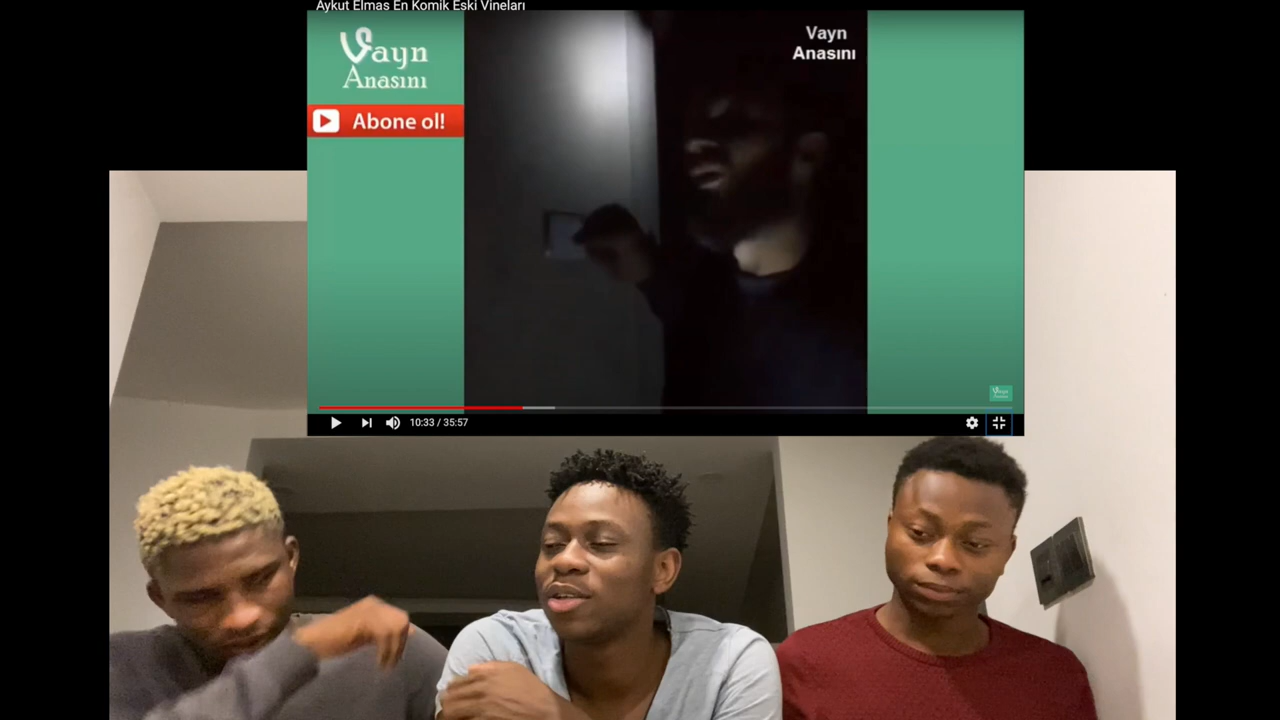 Aykut Elmas En Komik Eski Vineları
Vayn
Anasını
Vayn
Anasını
Abone ol!
10:33 / 35:57